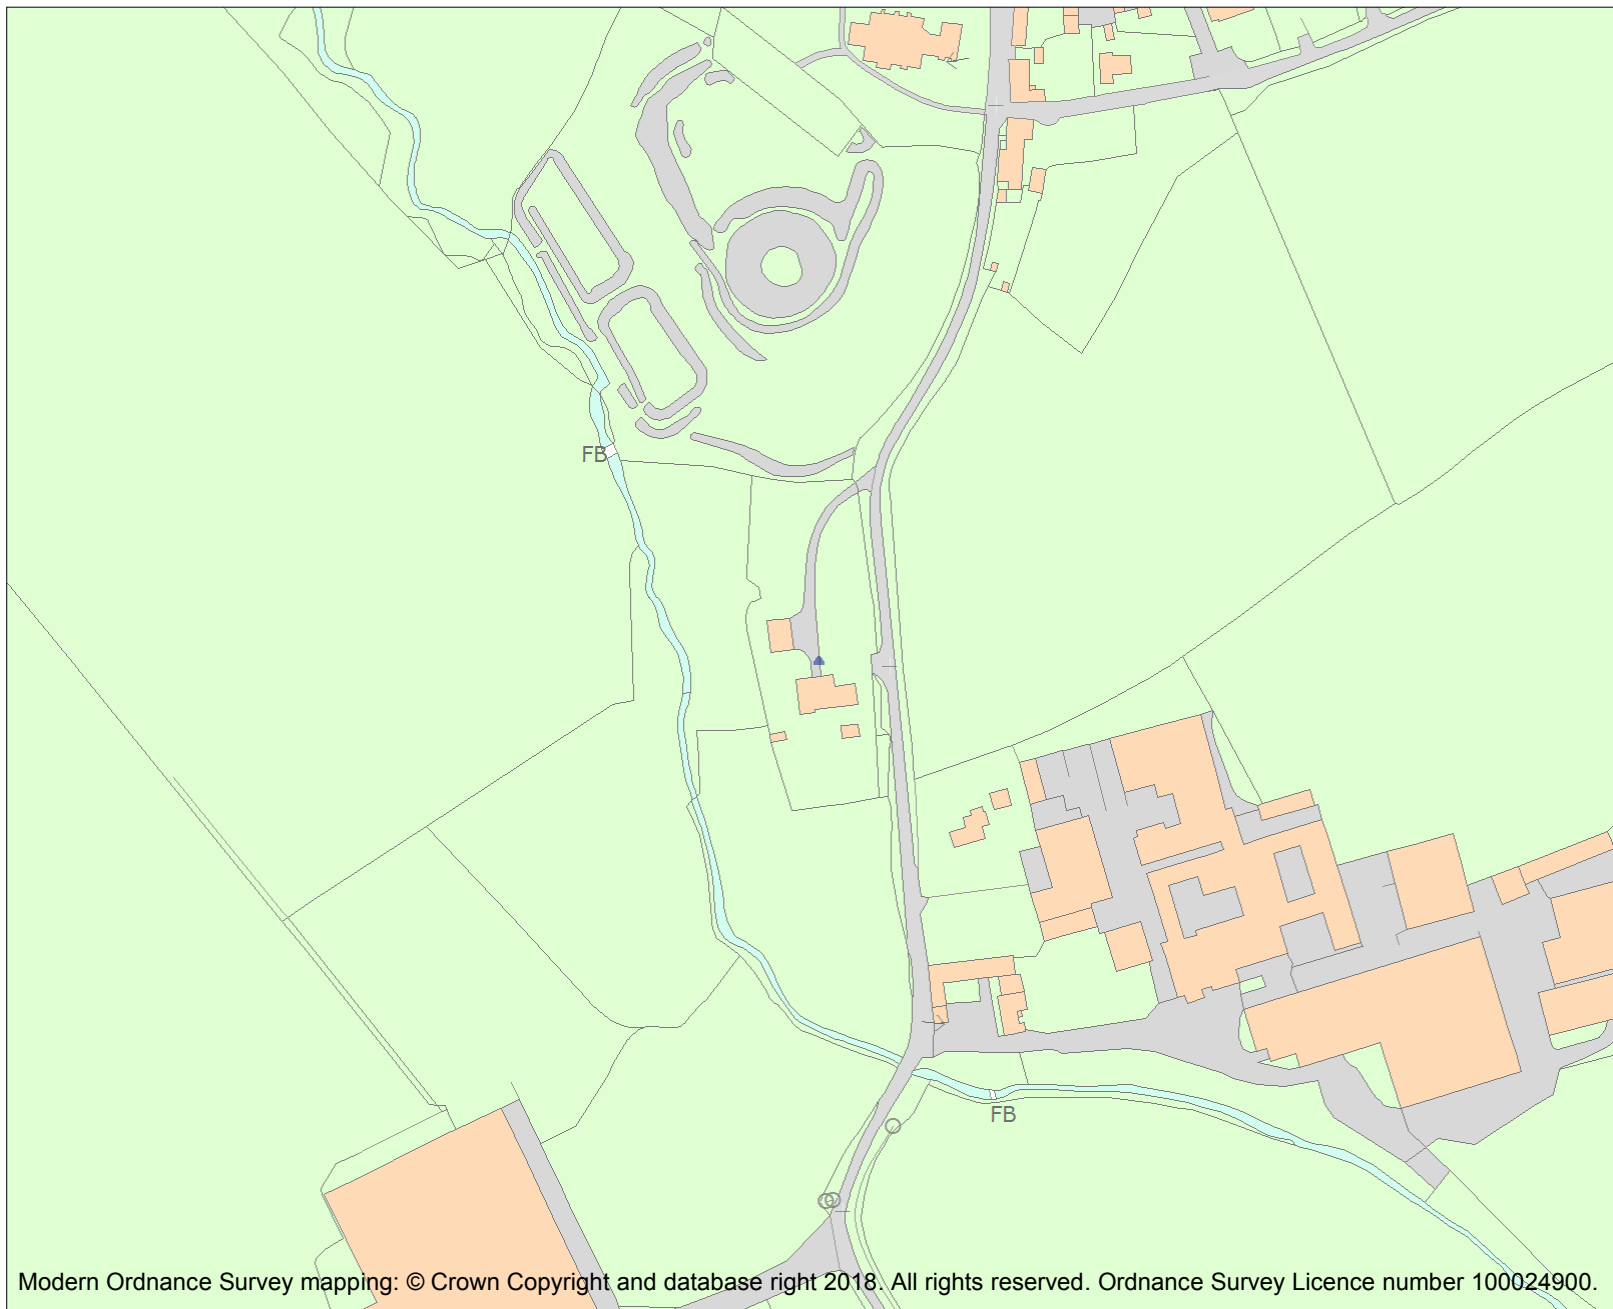 FB
FB
Modern Ordnance Survey mapping: © Crown Copyright and database right 2018. All rights reserved. Ordnance Survey Licence number 100024900.